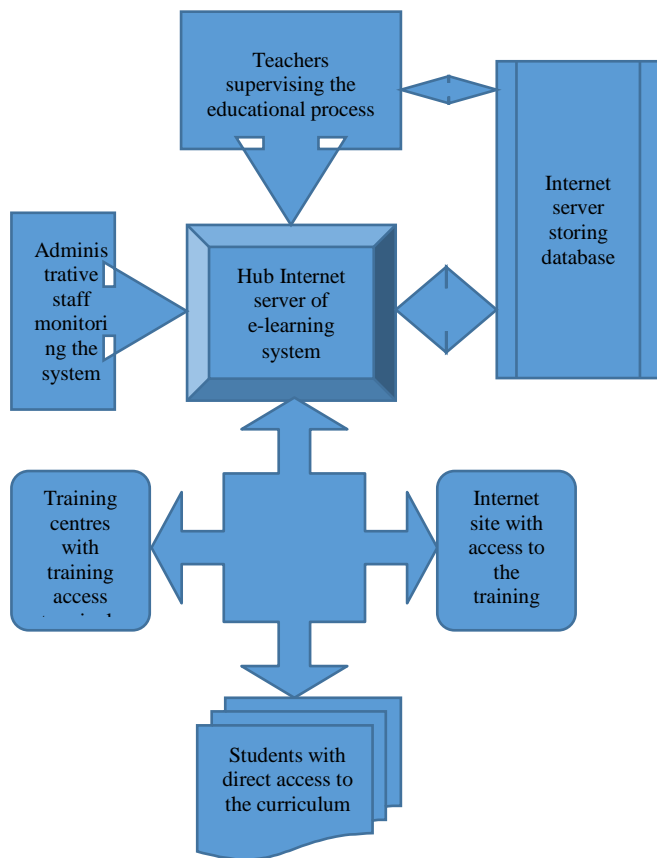 Teachers
supervising the
educational process
Internet
server
storing
database
Adminis
trative
staff
monitori
ng the
system
Hub Internet
server of
e-learning
system
Training
centres
with
training
access
Internet
site with
access to
the
training
Students with
direct access to
the curriculum